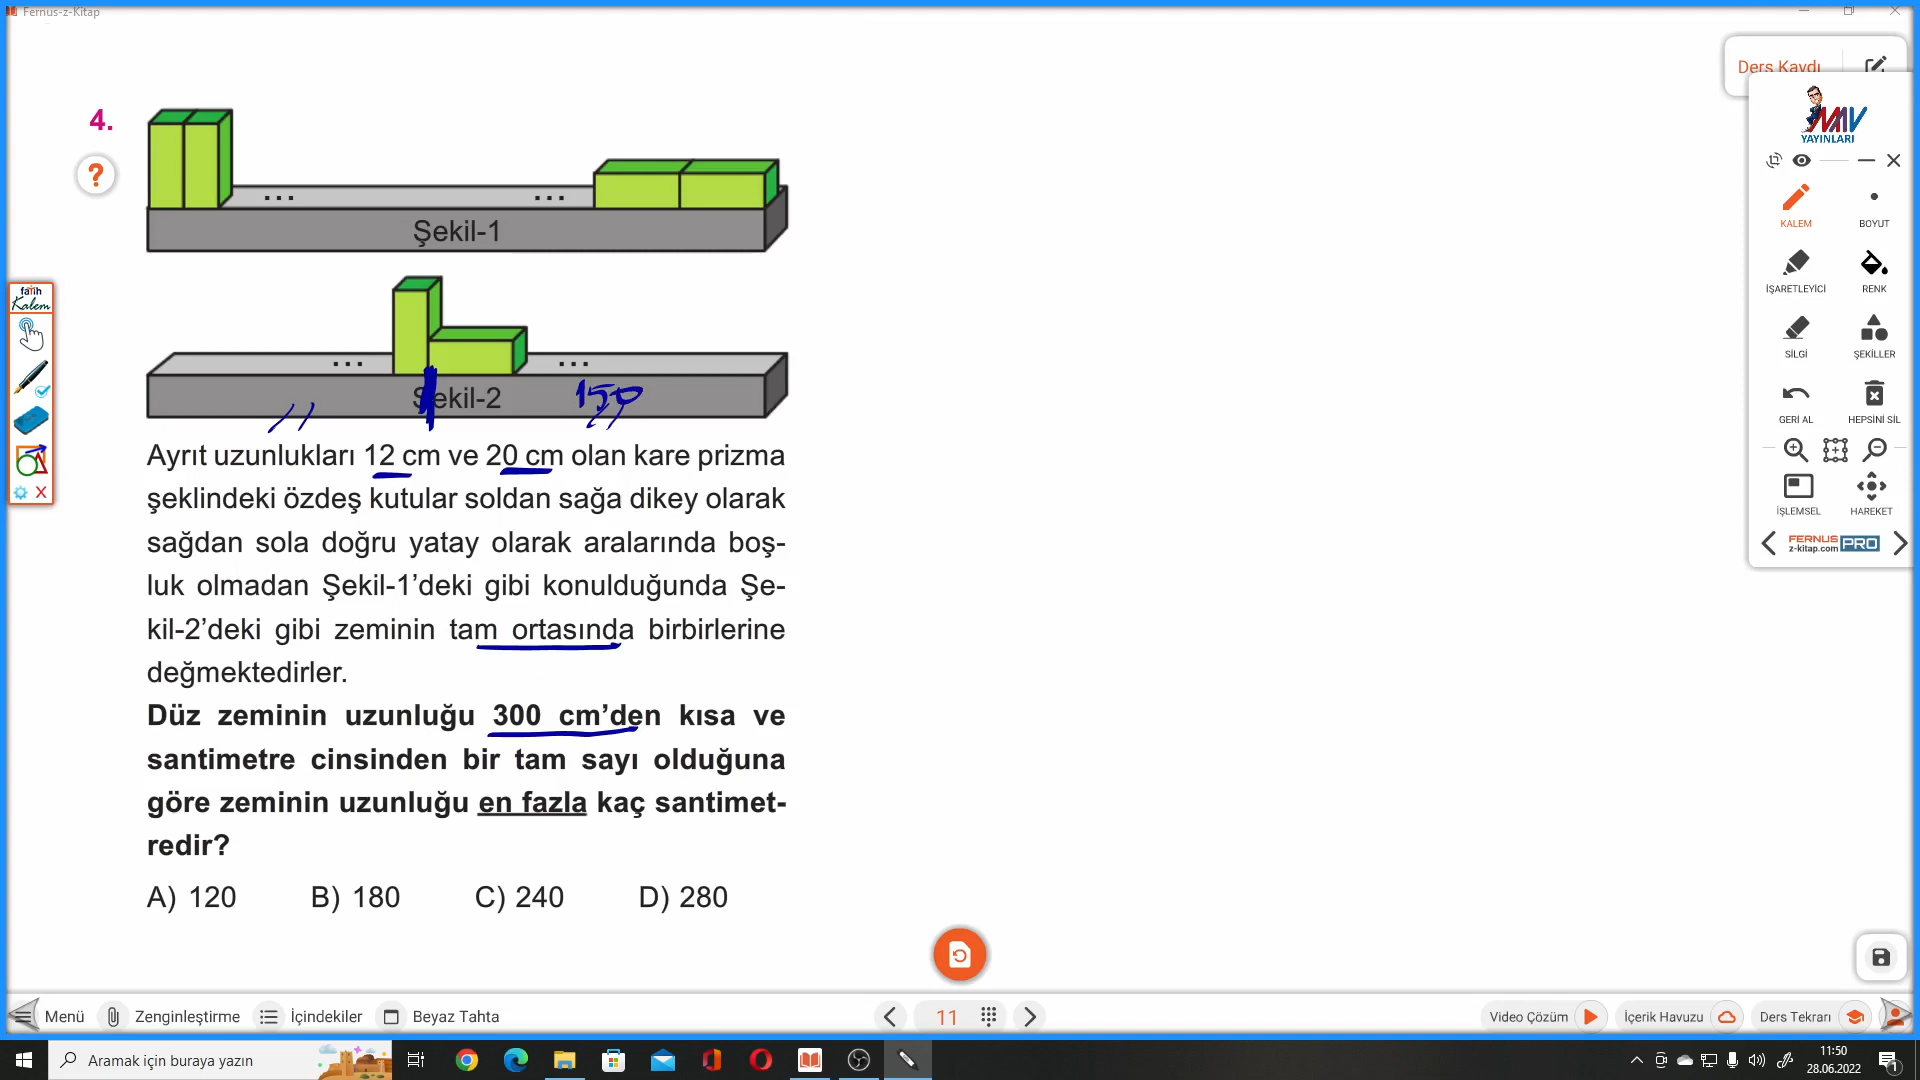 Fernus-z-Kitap
Ders Kaydı
4.
?
...
...
Şekil-1
...
...
Şekil-2
150
Ayrıt uzunlukları 12 cm ve 20 cm olan kare prizma
şeklindeki özdeş kutular soldan sağa dikey olarak
sağdan sola doğru yatay olarak aralarında boş-
luk olmadan Şekil-1’deki gibi konulduğunda Şe-
kil-2’deki gibi zeminin tam ortasında birbirlerine
değmektedirler.
Düz zeminin uzunluğu 300 cm’den kısa ve
santimetre cinsinden bir tam sayı olduğuna
göre zeminin uzunluğu en fazla kaç santimet-
redir?
A) 120 B) 180 C) 240 D) 280
fatih
Kalem
X
MAV
YAYINLARI
KALEM BOYUT
İŞARETLEYİCİ RENK
SİLGİ ŞEKİLLER
GERİ AL HEPSİNİ SİL
İŞLEMSEL HAREKET
FERNUS
z-kitap.com PRO
Menü Zenginleştirme İçindekiler Beyaz Tahta 11 Video Çözüm İçerik Havuzu Ders Tekrarı
Aramak için buraya yazın
11:50
28.06.2022
1